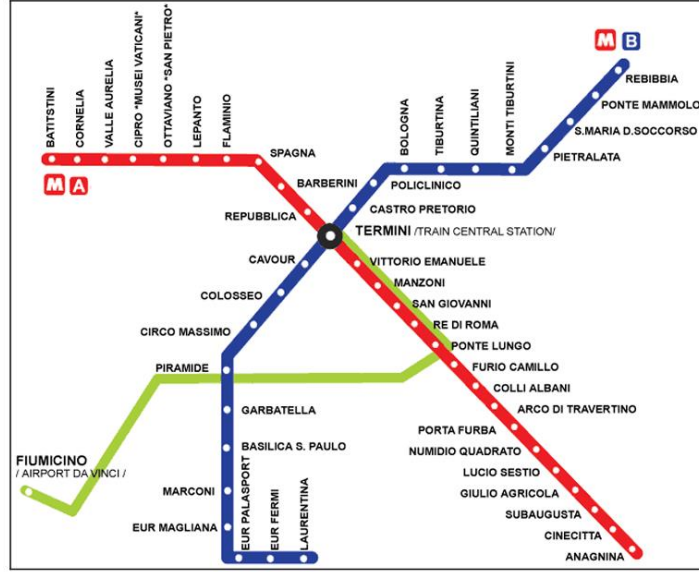 M B
REBIBBIA
PONTE MAMMOLO
S.MARIA D.SOCCORSO
PIETRALATA
BATITSTINI
CORNELIA
VALLE AURELIA
CIPRO *MUSEI VATICANI*
OTTAVIANO *SAN PIETRO*
LEPANTO
FLAMINIO
BOLOGNA
TIBURTINA
QUINTILIANI
MONTI TIBURTINI
M A
SPAGNA
BARBERINI
POLICLINICO
REPUBBLICA
CASTRO PRETORIO
TERMINI /TRAIN CENTRAL STATION/
CAVOUR
VITTORIO EMANUELE
MANZONI
COLOSSEO
SAN GIOVANNI
CIRCO MASSIMO
RE DI ROMA
PONTE LUNGO
PIRAMIDE
FURIO CAMILLO
COLLI ALBANI
GARBATELLA
ARCO DI TRAVERTINO
PORTA FURBA
BASILICA S. PAULO
NUMIDIO QUADRATO
FIUMICINO
/ AIRPORT DA VINCI /
LUCIO SESTIO
MARCONI
GIULIO AGRICOLA
SUBAUGUSTA
EUR MAGLIANA
EUR PALASPORT
EUR FERMI
LAURENTINA
CINECITTA
ANAGNINA